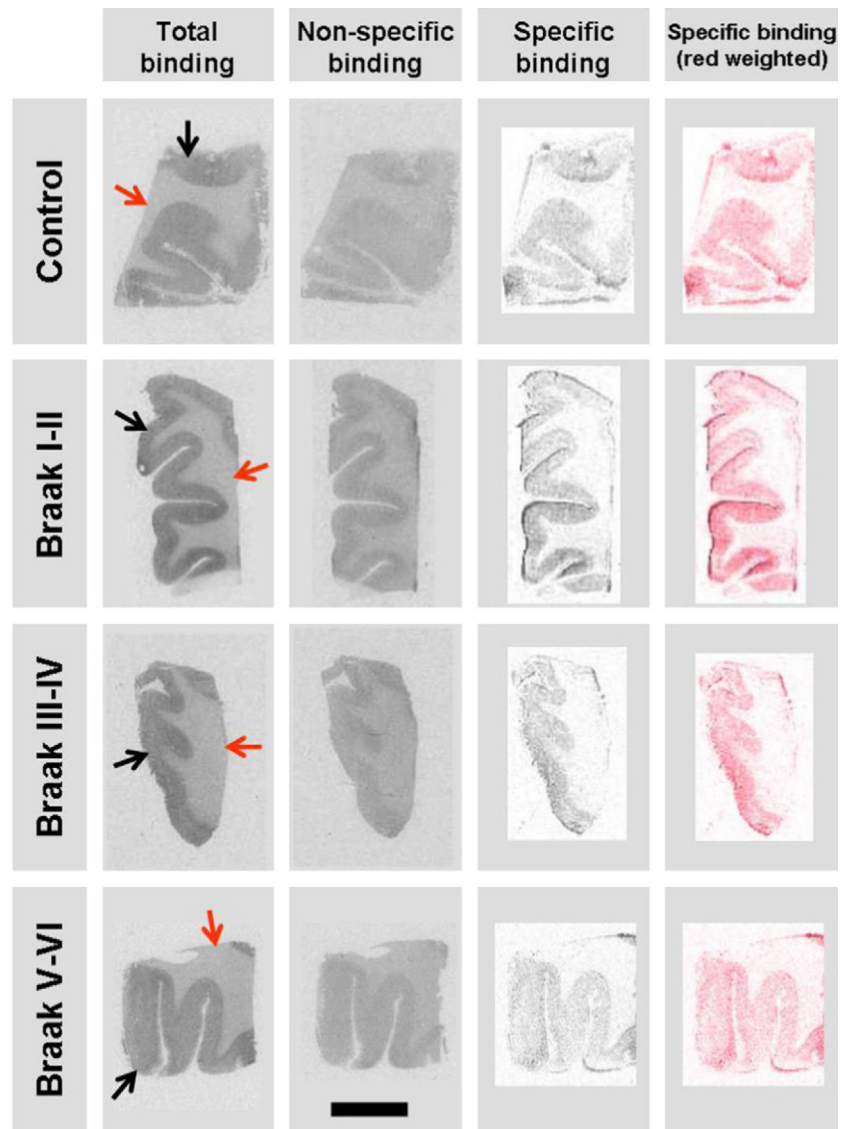 Total
binding
Non-specific
binding
Specific
binding
Specific binding
(red weighted)
Control
Braak I-II
Braak III-IV
Braak V-VI